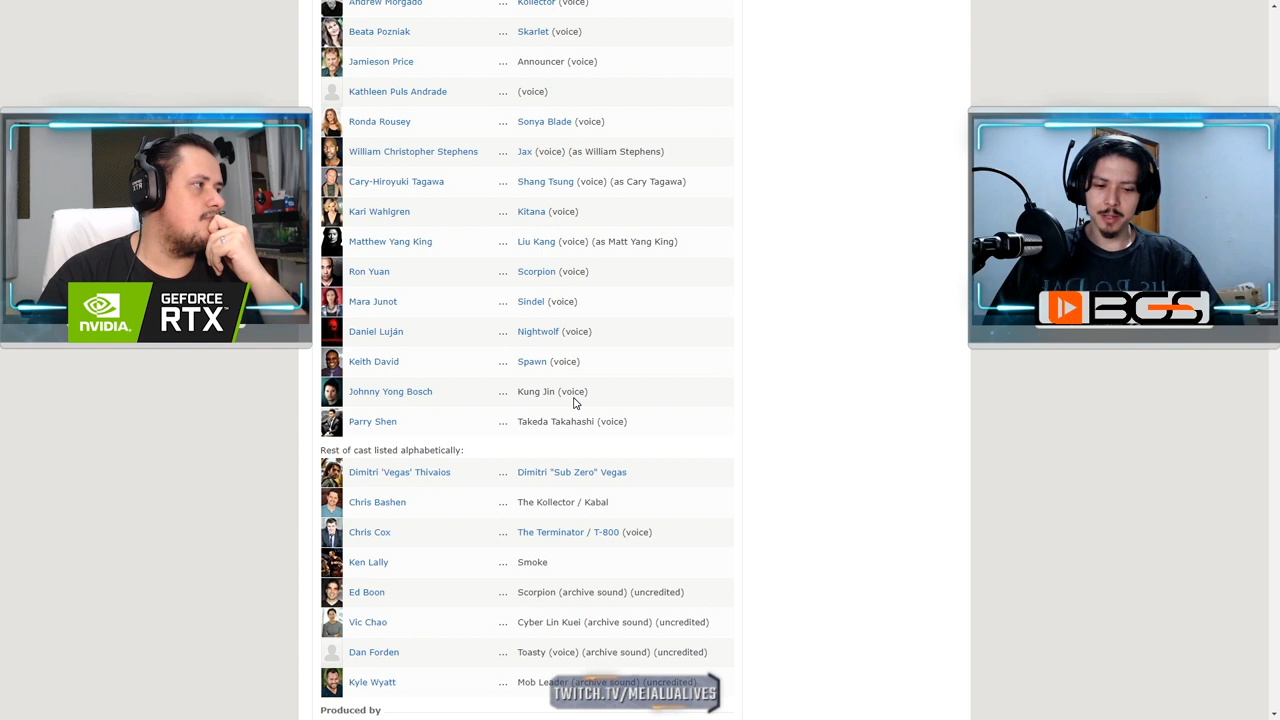 Andrew Morgado ... Kollector (voice)
Beata Pozniak ... Skarlet (voice)
Jamieson Price ... Announcer (voice)
Kathleen Puls Andrade ... (voice)
Ronda Rousey ... Sonya Blade (voice)
William Christopher Stephens ... Jax (voice) (as William Stephens)
Cary-Hiroyuki Tagawa ... Shang Tsung (voice) (as Cary Tagawa)
Kari Wahlgren ... Kitana (voice)
Matthew Yang King ... Liu Kang (voice) (as Matt Yang King)
Ron Yuan ... Scorpion (voice)
Mara Junot ... Sindel (voice)
Daniel Luján ... Nightwolf (voice)
Keith David ... Spawn (voice)
Johnny Yong Bosch ... Kung Jin (voice)
Parry Shen ... Takeda Takahashi (voice)
Rest of cast listed alphabetically:
Dimitri 'Vegas' Thivaios ... Dimitri "Sub Zero" Vegas
Chris Bashen ... The Kollector / Kabal
Chris Cox ... The Terminator / T-800 (voice)
Ken Lally ... Smoke
Ed Boon ... Scorpion (archive sound) (uncredited)
Vic Chao ... Cyber Lin Kuei (archive sound) (uncredited)
Dan Forden ... Toasty (voice) (archive sound) (uncredited)
Kyle Wyatt ... Mob Leader (archive sound) (uncredited)
Produced by
NVIDIA.
GEFORCE
RTX™
BGS
TWITCH.TV/MEIALUALIVES